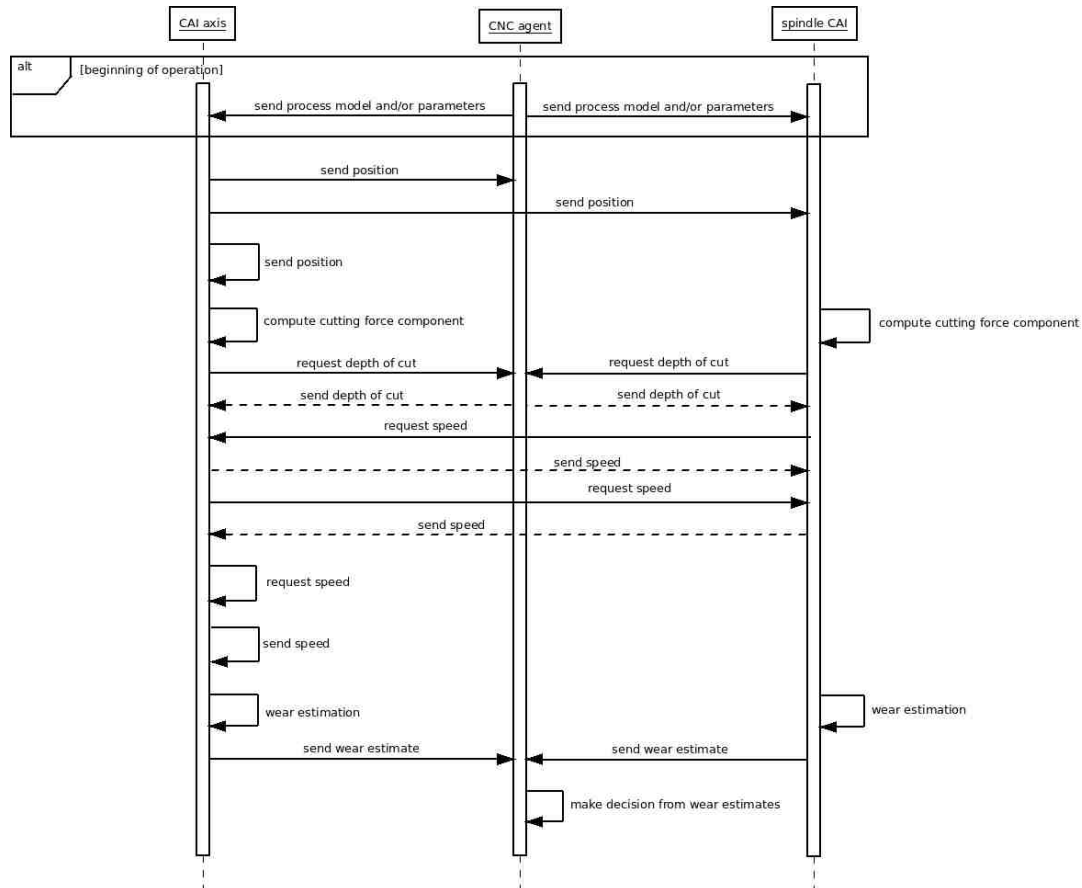 CAI axis
CNC agent
spindle CAI
alt
[beginning of operation]
send process model and/or parameters
send process model and/or parameters
send position
send position
send position
compute cutting force component
compute cutting force component
request depth of cut
request depth of cut
send depth of cut
send depth of cut
request speed
send speed
request speed
send speed
request speed
send speed
wear estimation
wear estimation
send wear estimate
send wear estimate
make decision from wear estimates